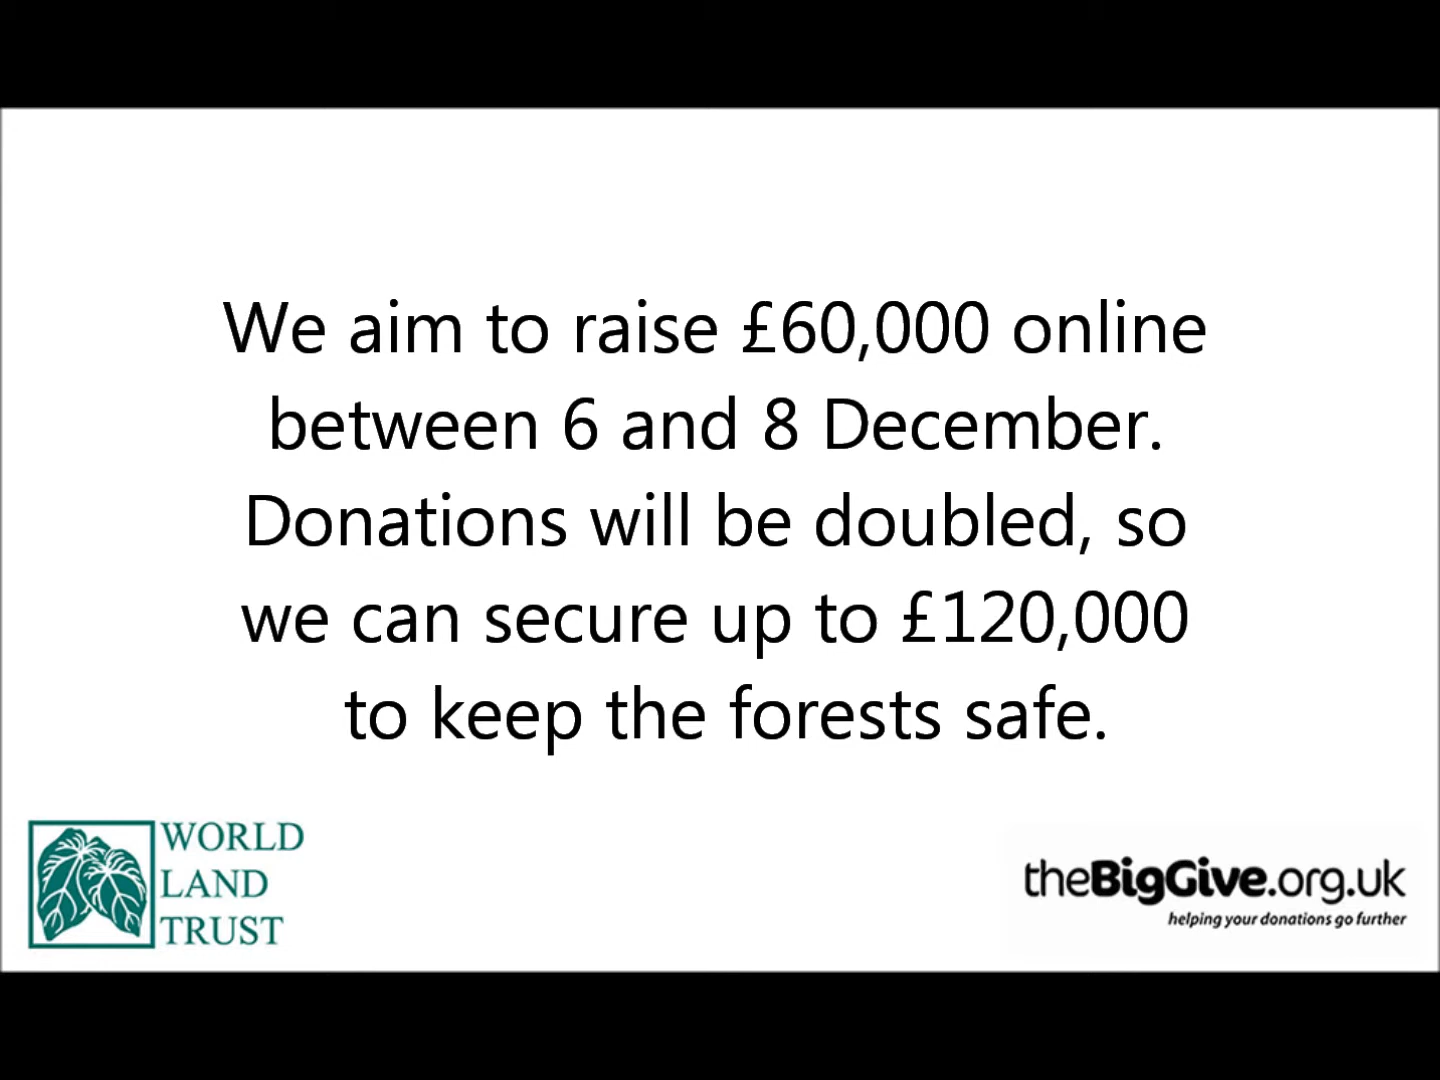 We aim to raise £60,000 online
between 6 and 8 December.
Donations will be doubled, so
we can secure up to £120,000
to keep the forests safe.
WORLD
LAND
TRUST
theBigGive.org.uk
helping your donations go further